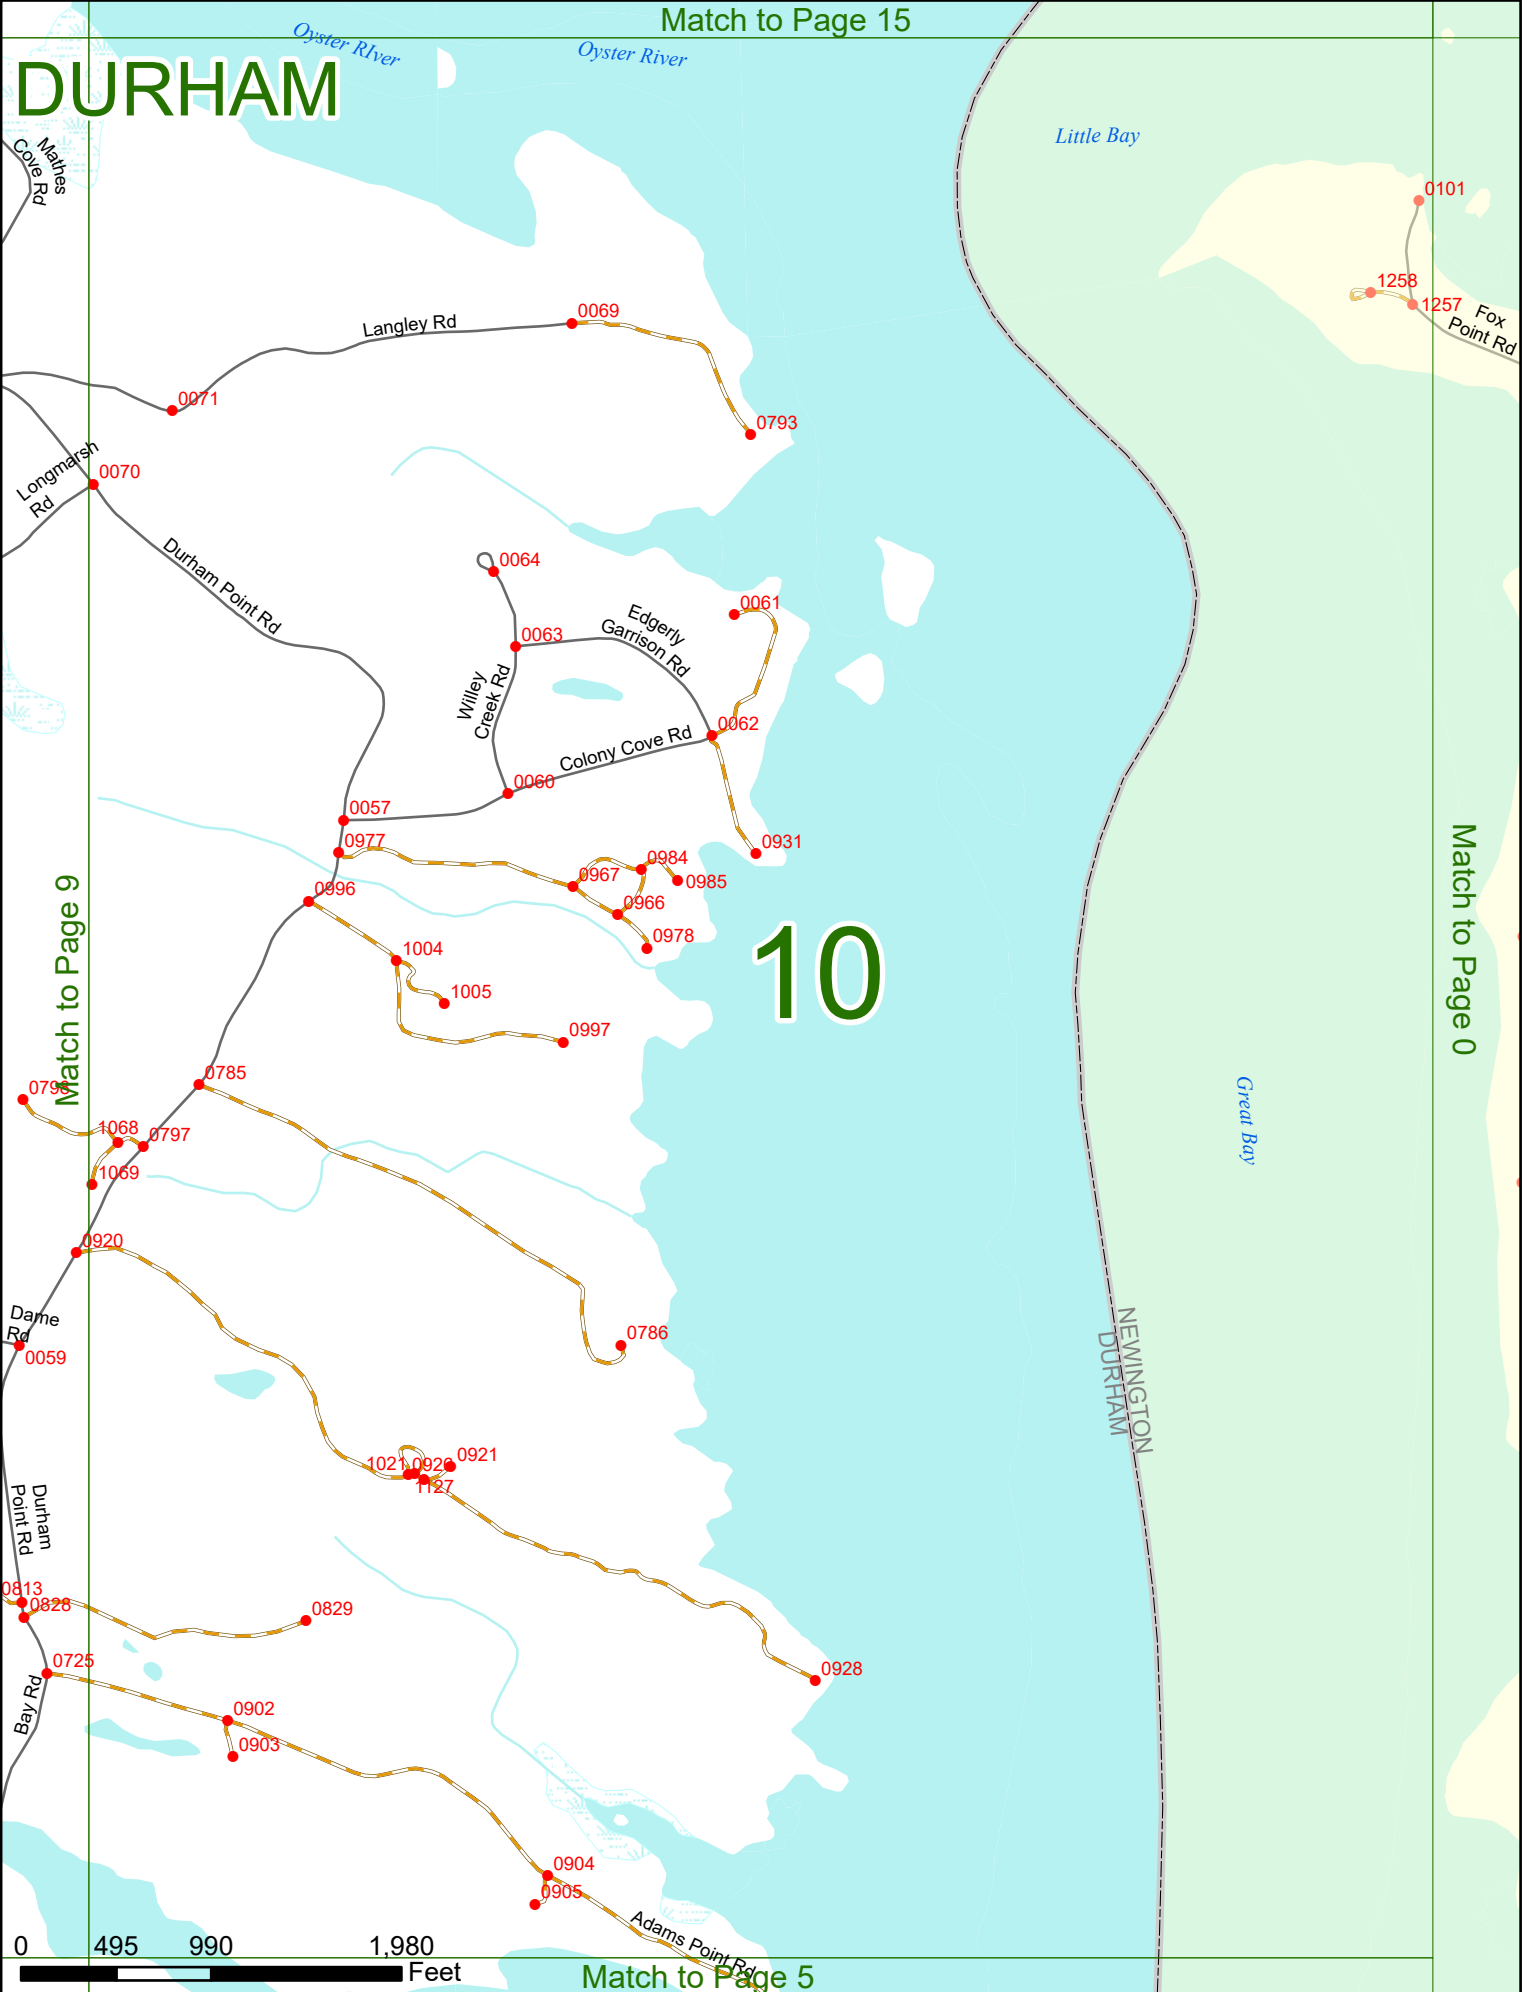 Match to Page 15
Oyster RIver
Oyster River
DURHAM
Little Bay
Mathes
Cove Rd
0101
1258
1257
Fox
Point Rd
0069
Langley Rd
0071
0793
Longmarsh
Rd
0070
Durham Point Rd
0064
0061
Edgerly
Garrison Rd
0063
Willey
Creek Rd
0062
Colony Cove Rd
0060
0057
0977
0931
0984
0967
0985
0996
0966
0978
1004
1005
0997
10
Match to Page 9
Match to Page 0
0785
0798
1068
0797
1069
Great Bay
0920
Dame
Rd
0059
0786
NEWINGTON
DURHAM
0921
1021
0929
1127
Durham
Point Rd
0813
0828
0829
0725
0928
Bay Rd
0902
0903
0904
0905
Adams Point Rd
0 495 990 1,980
Feet
Match to Page 5